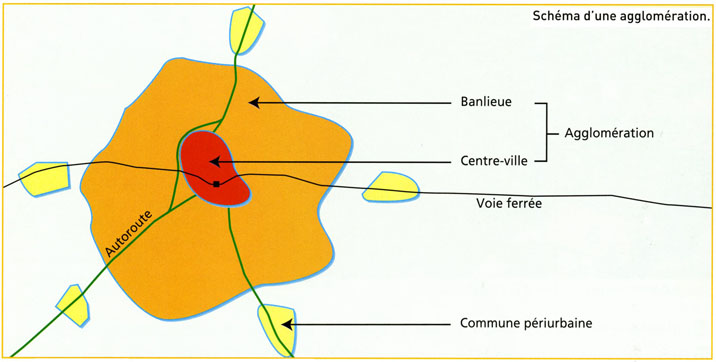 Schéma d'une agglomération.
Banlieue
Agglomération
Centre-ville
Voie ferrée
Autoroute
Commune périurbaine